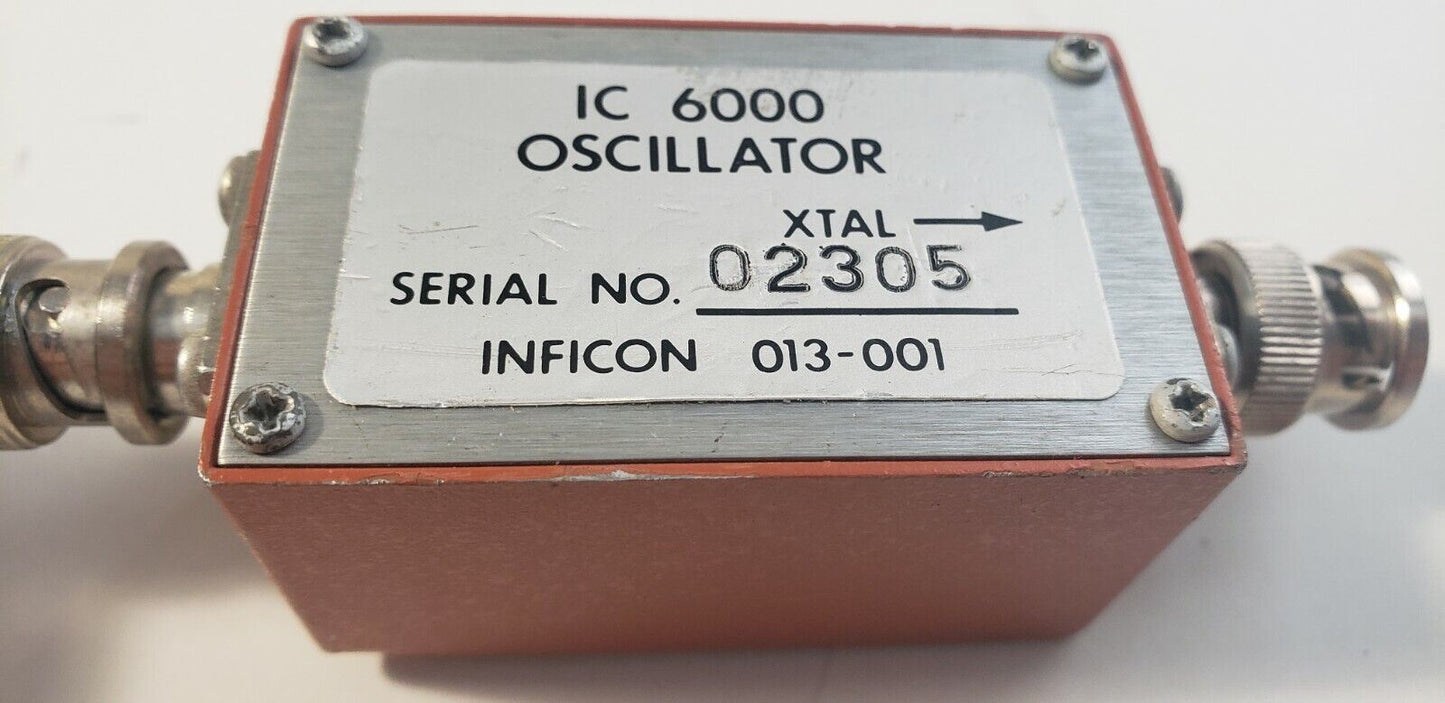 IC 6000
OSCILLATOR
XTAL
SERIAL NO. 02305
INFICON 013-001